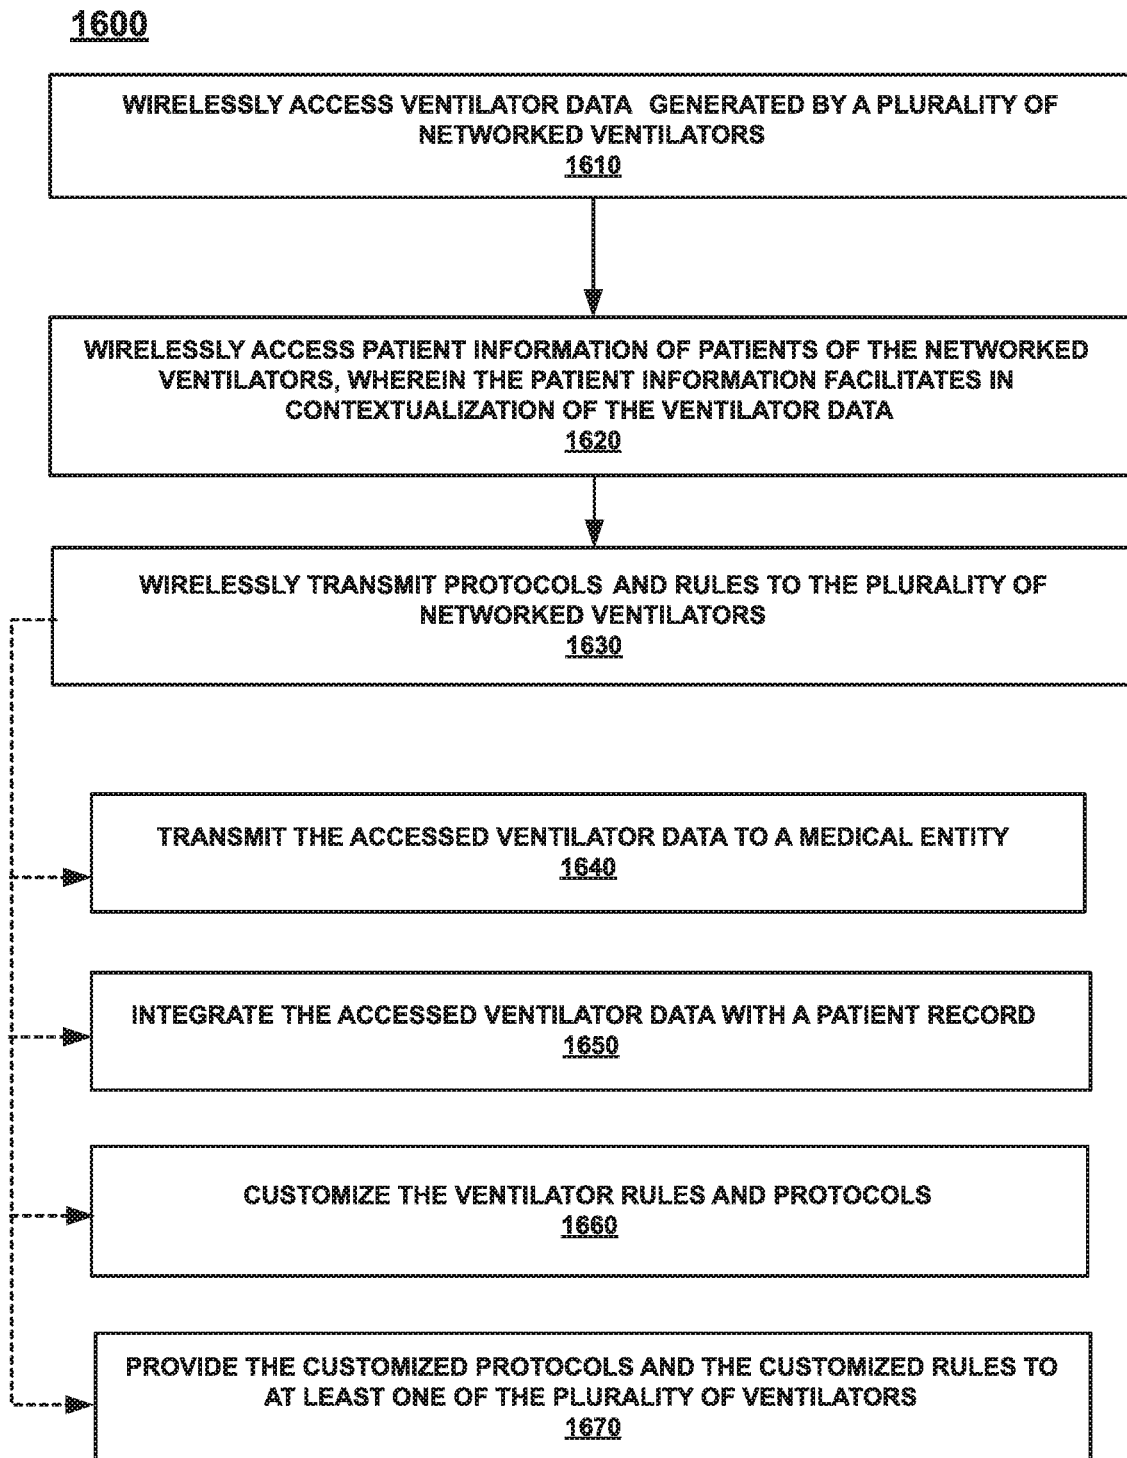 1600
WIRELESSLY ACCESS VENTILATOR DATA GENERATED BY A PLURALITY OF
NETWORKED VENTILATORS
1610
WIRELESSLY ACCESS PATIENT INFORMATION OF PATIENTS OF THE NETWORKED
VENTILATORS, WHEREIN THE PATIENT INFORMATION FACILITATES IN
CONTEXTUALIZATION OF THE VENTILATOR DATA
1620
WIRELESSLY TRANSMIT PROTOCOLS AND RULES TO THE PLURALITY OF
NETWORKED VENTILATORS
1630
TRANSMIT THE ACCESSED VENTILATOR DATA TO A MEDICAL ENTITY
1640
INTEGRATE THE ACCESSED VENTILATOR DATA WITH A PATIENT RECORD
1650
CUSTOMIZE THE VENTILATOR RULES AND PROTOCOLS
1660
PROVIDE THE CUSTOMIZED PROTOCOLS AND THE CUSTOMIZED RULES TO
AT LEAST ONE OF THE PLURALITY OF VENTILATORS
1670